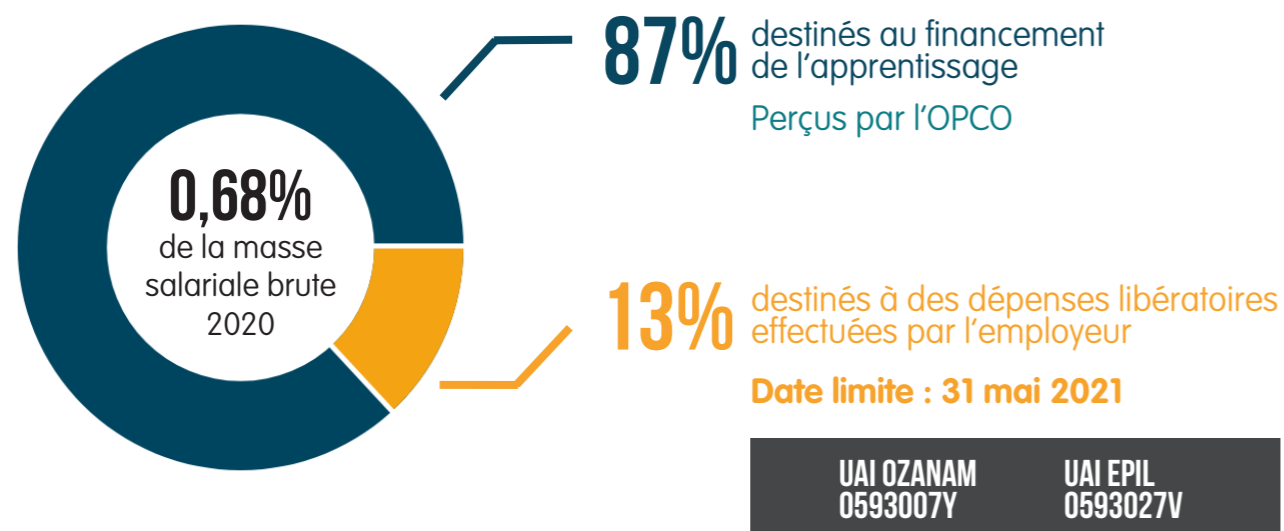 87%
destinés au financement
de l'apprentissage
Perçus par l'OPCO
0,68%
de la masse
salariale brute
2020
13%
destinés à des dépenses libératoires
effectuées par l'employeur
Date limite : 31 mai 2021
UAI OZANAM
0593007Y
UAI EPIL
0593027V